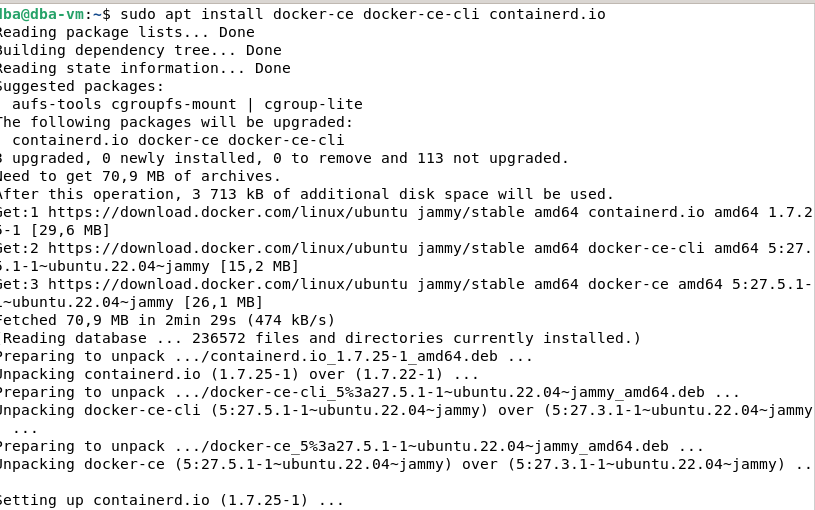 dba@dba-vm:~$ sudo apt install docker-ce docker-ce-cli containerd.io
Reading package lists... Done
Building dependency tree... Done
Reading state information... Done
Suggested packages:
  aufs-tools cgroupfs-mount | cgroup-lite
The following packages will be upgraded:
  containerd.io docker-ce docker-ce-cli
3 upgraded, 0 newly installed, 0 to remove and 113 not upgraded.
Need to get 70,9 MB of archives.
After this operation, 3 713 kB of additional disk space will be used.
Get:1 https://download.docker.com/linux/ubuntu jammy/stable amd64 containerd.io amd64 1.7.2
5-1 [29,6 MB]
Get:2 https://download.docker.com/linux/ubuntu jammy/stable amd64 docker-ce-cli amd64 5:27.
5.1-1~ubuntu.22.04~jammy [15,2 MB]
Get:3 https://download.docker.com/linux/ubuntu jammy/stable amd64 docker-ce amd64 5:27.5.1-
1~ubuntu.22.04~jammy [26,1 MB]
Fetched 70,9 MB in 2min 29s (474 kB/s)
(Reading database ... 236572 files and directories currently installed.)
Preparing to unpack .../containerd.io_1.7.25-1_amd64.deb ...
Unpacking containerd.io (1.7.25-1) over (1.7.22-1) ...
Preparing to unpack .../docker-ce-cli_5%3a27.5.1-1~ubuntu.22.04~jammy_amd64.deb ...
Unpacking docker-ce-cli (5:27.5.1-1~ubuntu.22.04~jammy) over (5:27.3.1-1~ubuntu.22.04~jammy
  ...
Preparing to unpack .../docker-ce_5%3a27.5.1-1~ubuntu.22.04~jammy_amd64.deb ...
Unpacking docker-ce (5:27.5.1-1~ubuntu.22.04~jammy) over (5:27.3.1-1~ubuntu.22.04~jammy) ..
Setting up containerd.io (1.7.25-1) ...